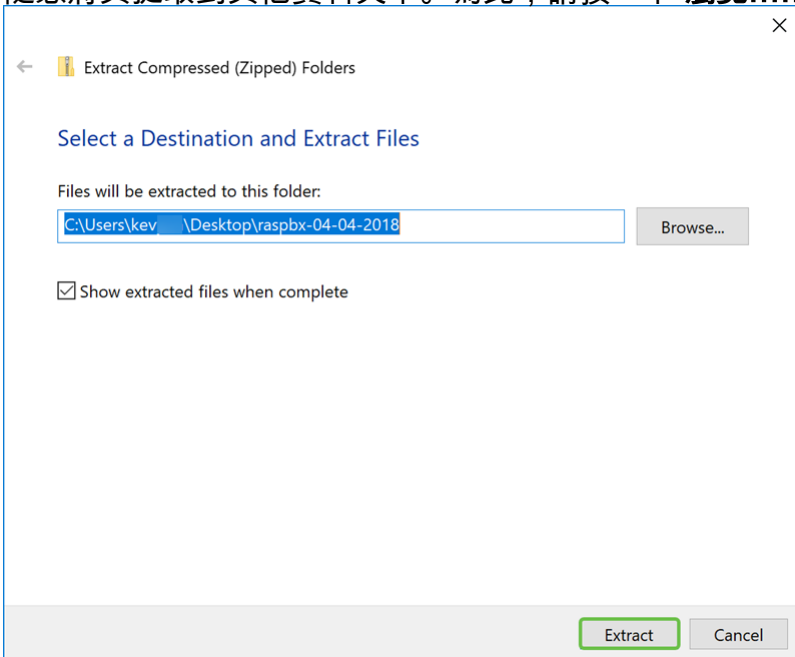 Extract Compressed (Zipped) Folders
Select a Destination and Extract Files
Files will be extracted to this folder:
C:\Users\kev \Desktop\raspbx-04-04-2018
Browse...
Show extracted files when complete
Extract Cancel